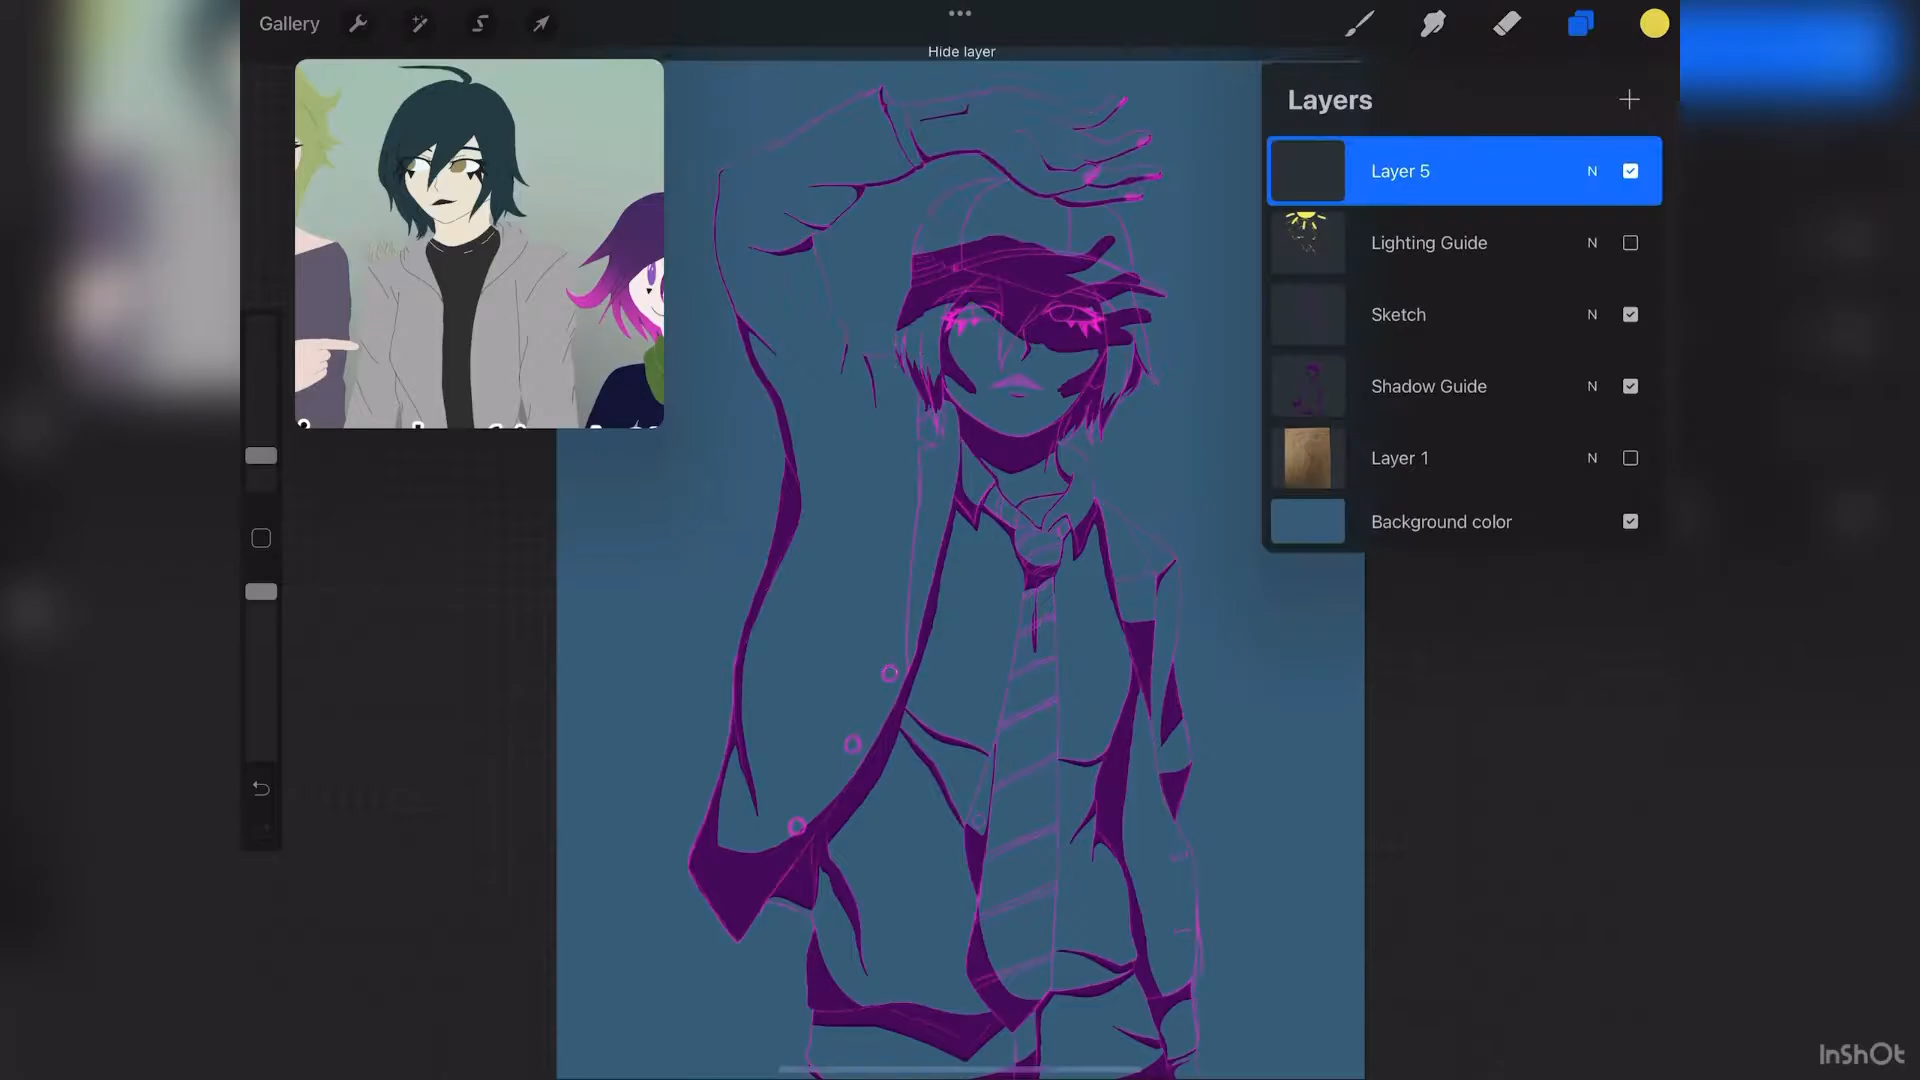 Gallery
Hide layer
Layers
Layer 5 N
Lighting Guide N
Sketch N
Shadow Guide N
Layer 1 N
Background color
InShOt